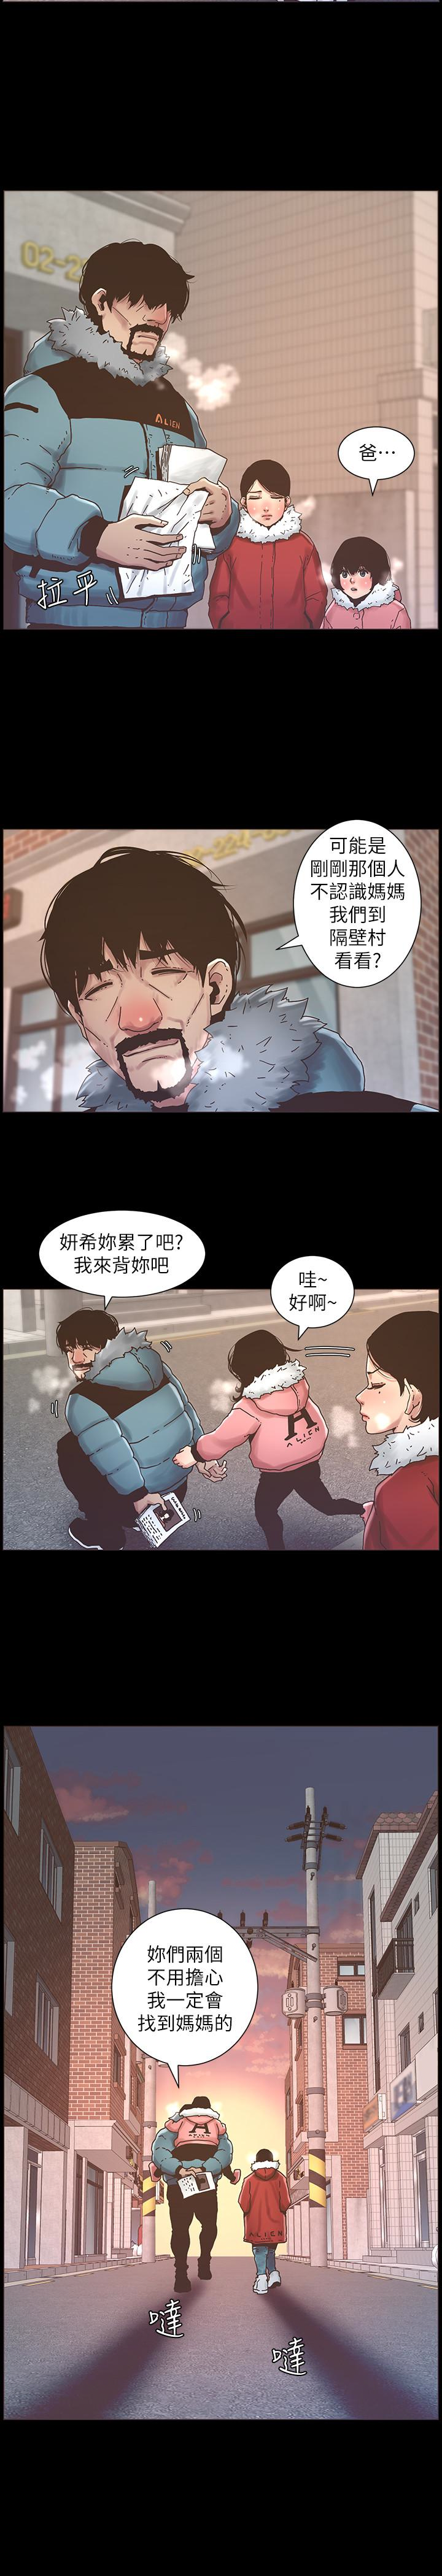 02-2
ALIEN
爸…
拉平
02-224-
可能是
剛剛那個人
不認識媽媽
我們到
隔壁村
看看?
妍希妳累了吧?
我來背妳吧
哇~
好啊~
A
ALIEN
妳們兩個
不用擔心
我一定會
找到媽媽的
A
ALIEN
噠
噠